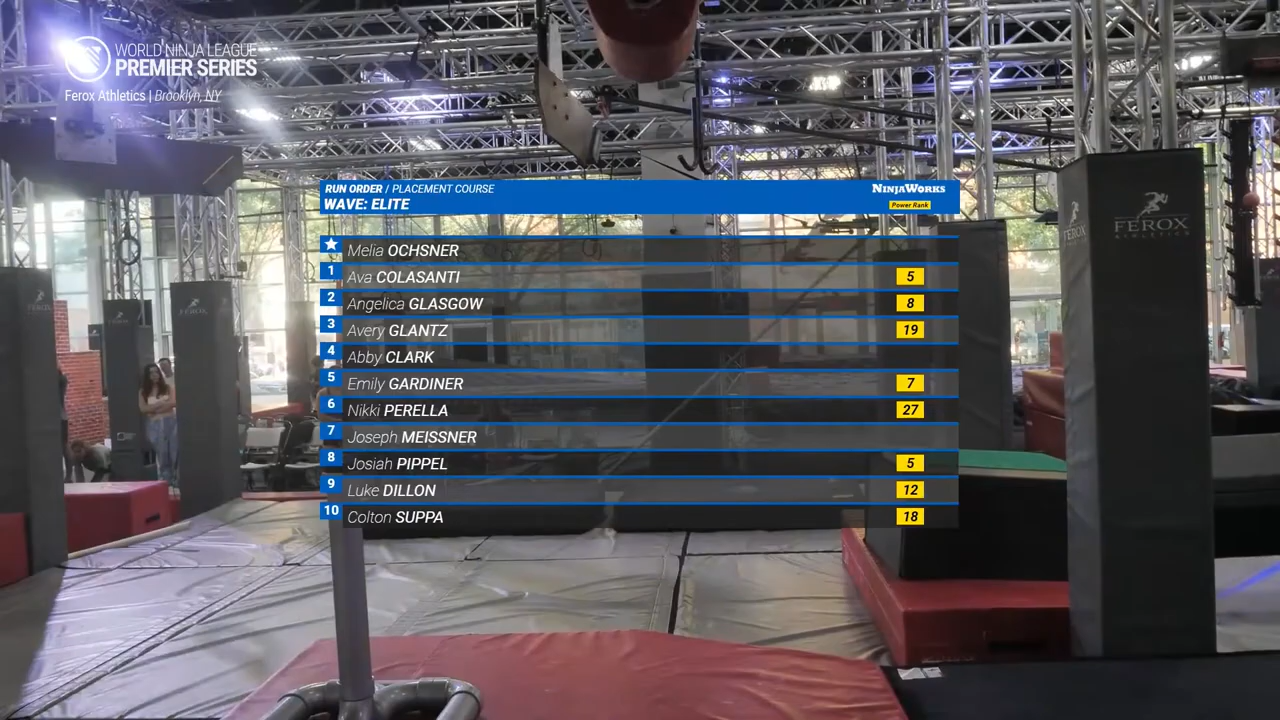 WORLD NINJA LEAGUE
PREMIER SERIES
Ferox Athletics | Brooklyn, NY
RUN ORDER / PLACEMENT COURSE
WAVE: ELITE
NINJAWORKS
Power Rank
Melia OCHSNER
1 Ava COLASANTI 5
2 Angelica GLASGOW 8
3 Avery GLANTZ 19
4 Abby CLARK
5 Emily GARDINER 7
6 Nikki PERELLA 27
7 Joseph MEISSNER
8 Josiah PIPPEL 5
9 Luke DILLON 12
10 Colton SUPPA 18
FEROX
ATHLETICS
FEROX
FEROX